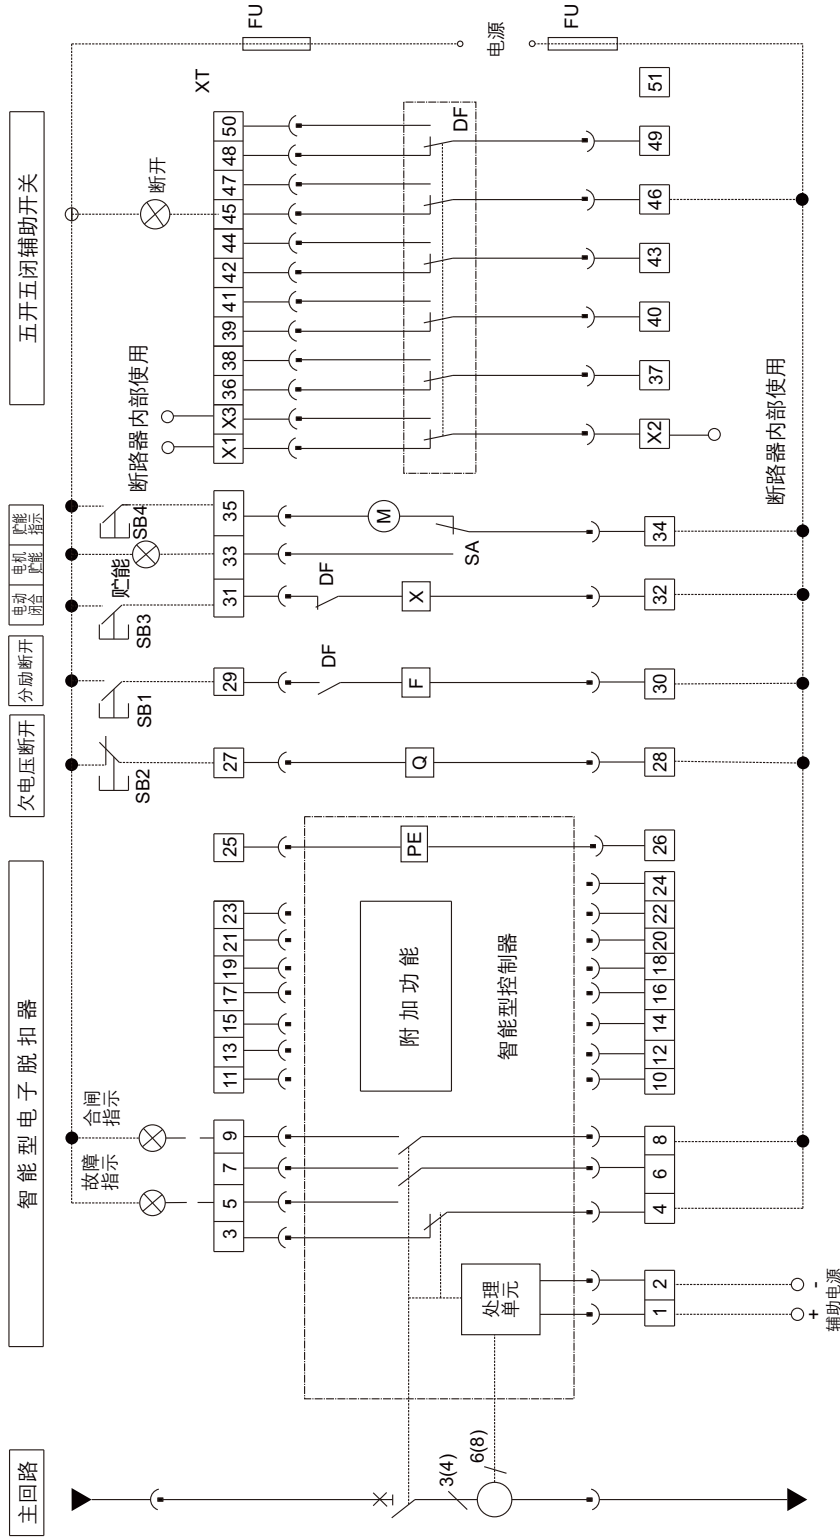 主回路
智能型电子脱扣器
欠电压断开
分励断开
电动
闭合
电机
贮能
贮能
指示
五开五闭辅助开关
故障
指示
合闸
指示
SB2
SB1
SB3
贮能
SB4
断路器内部使用
断开
XT
FU
电源
FU
3
5
7
9
11
13
15
17
19
21
23
25
27
29
31
33
35
X1
X3
36
38
39
41
42
44
45
47
48
50
DF
DF
DF
PE
Q
F
X
M
SA
附加功能
智能型控制器
处理
单元
3(4)
6(8)
1
2
4
6
8
10
12
14
16
18
20
22
24
26
28
30
32
34
X2
37
40
43
46
49
51
断路器内部使用
+
-
辅助电源